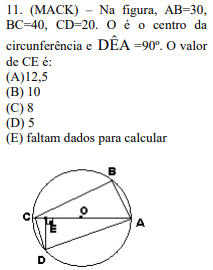 11. (MACK) – Na figura, AB=30,
BC=40, CD=20. O é o centro da
circunferência e DÊA =90º. O valor
de CE é:
(A)12,5
(B) 10
(C) 8
(D) 5
(E) faltam dados para calcular
B
C O A
E
D